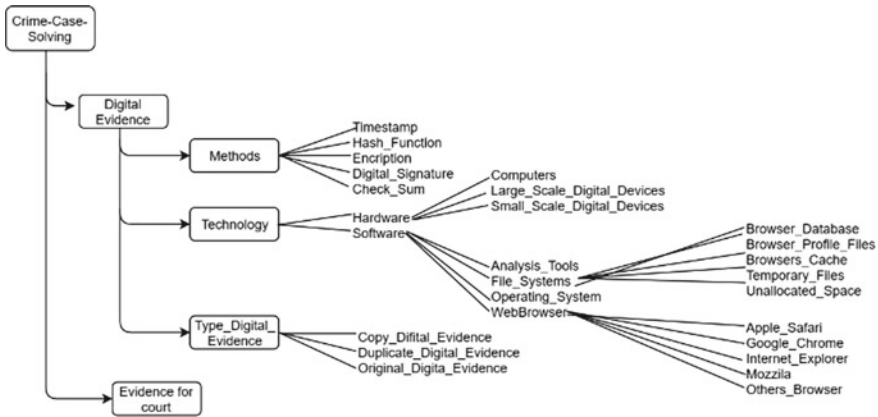 Crime-Case-
Solving
Digital
Evidence
Methods
Timestamp
Hash_Function
Encription
Digital_Signature
Check_Sum
Technology
Hardware
Software
Computers
Large_Scale_Digital_Devices
Small_Scale_Digital_Devices
Analysis_Tools
File_Systems
Operating_System
WebBrowser
Browser_Database
Browser_Profile_Files
Browsers_Cache
Temporary_Files
Unallocated_Space
Apple_Safari
Google_Chrome
Internet_Explorer
Mozzila
Others_Browser
Type_Digital_
Evidence
Copy_Difital_Evidence
Duplicate_Digital_Evidence
Original_Digita_Evidence
Evidence for
court